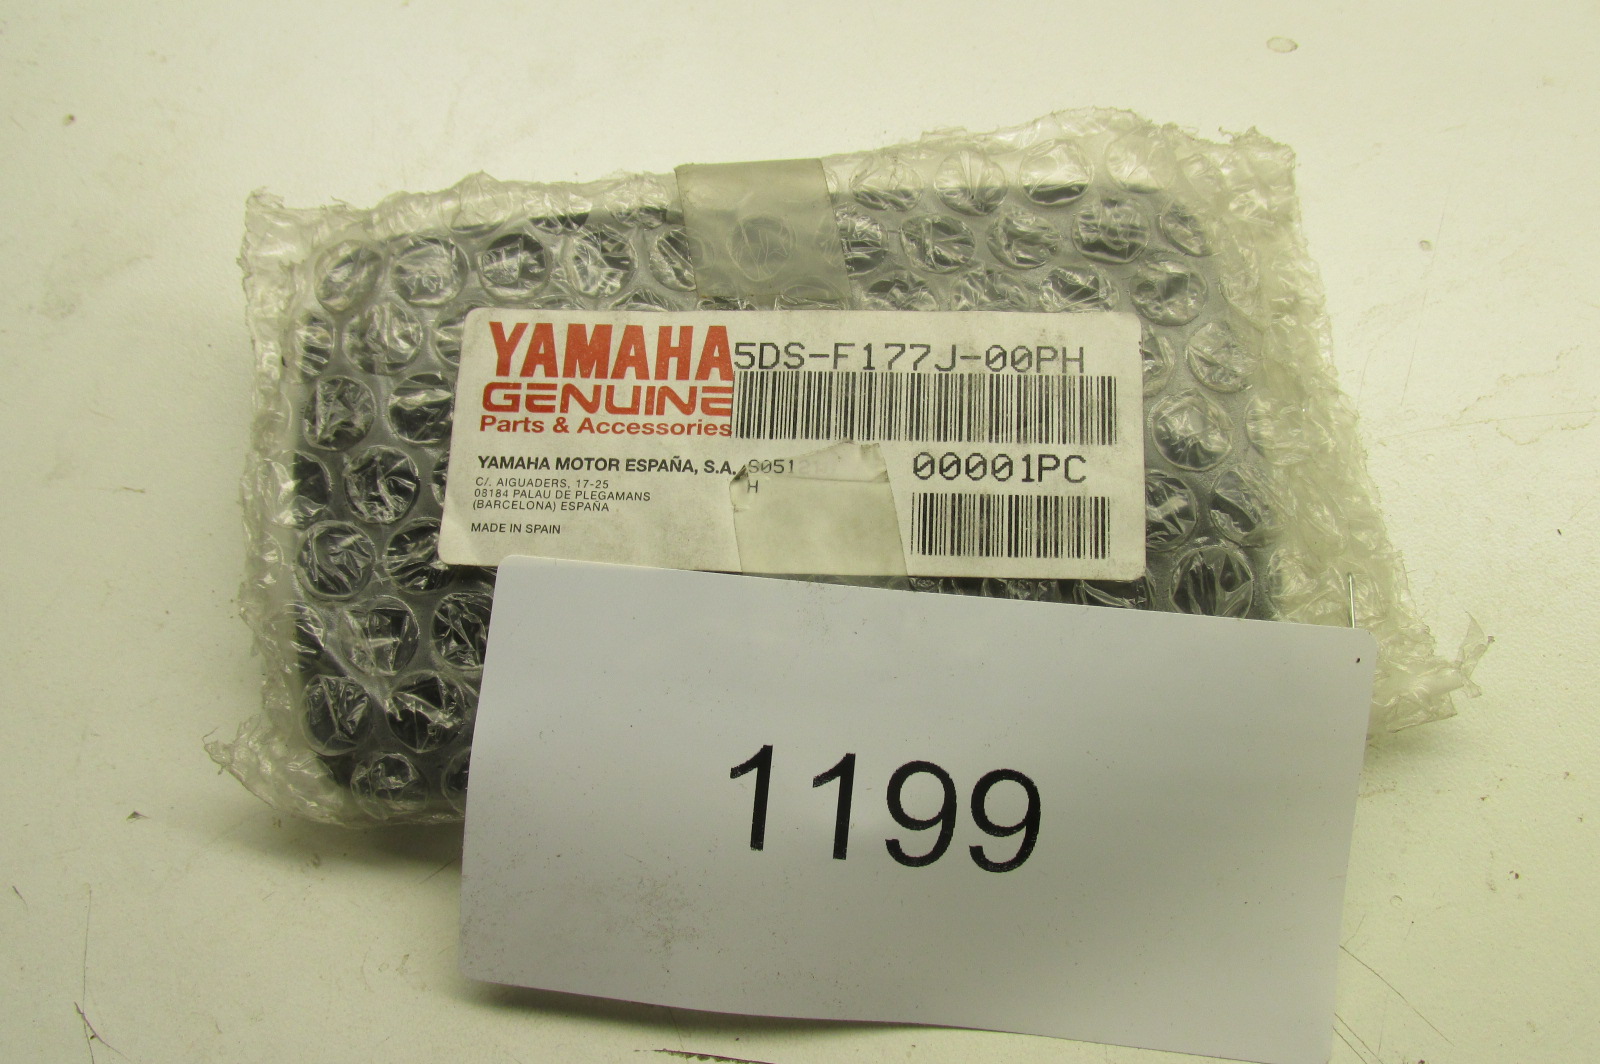 YAMAHA
GENUINE
Parts & Accessories
5DS-F177J-00PH
YAMAHA MOTOR ESPAÑA, S.A.
C/. AIGUADERS, 17-25
08184 PALAU DE PLEGAMANS
(BARCELONA) ESPAÑA
MADE IN SPAIN
H
00001PC
1199